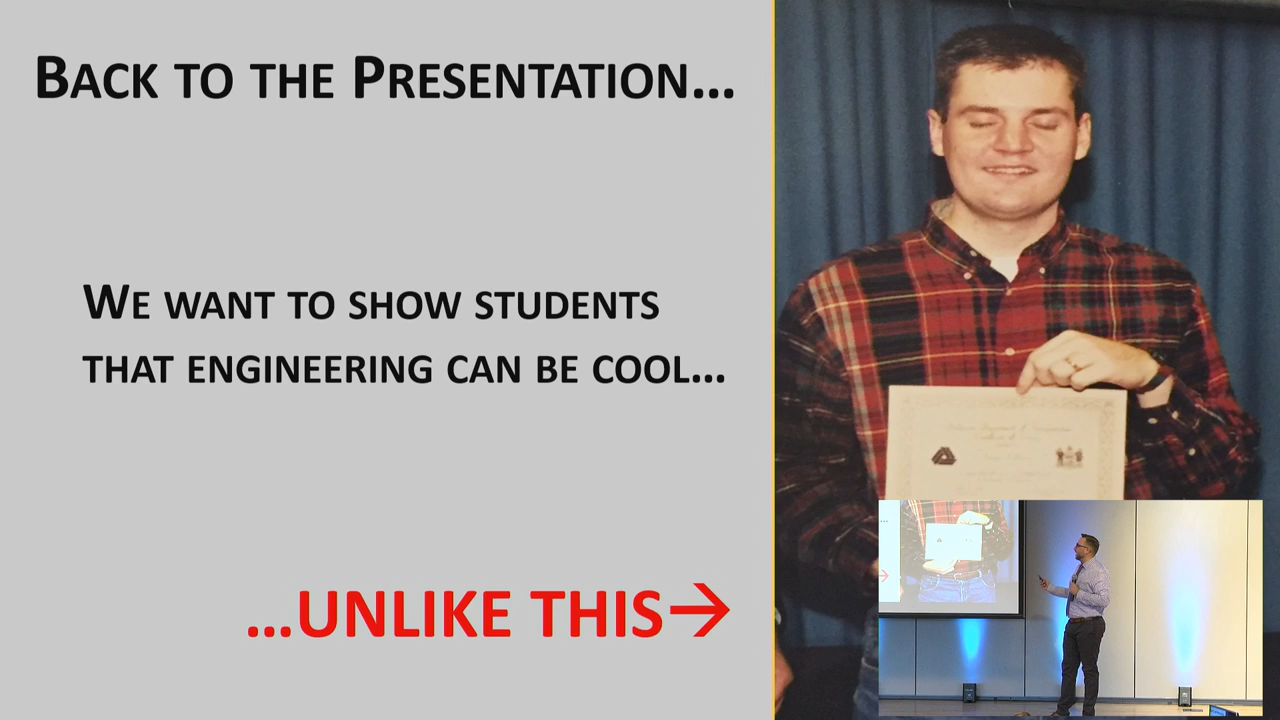 BACK TO THE PRESENTATION...
WE WANT TO SHOW STUDENTS
THAT ENGINEERING CAN BE COOL...
...UNLIKE THIS→